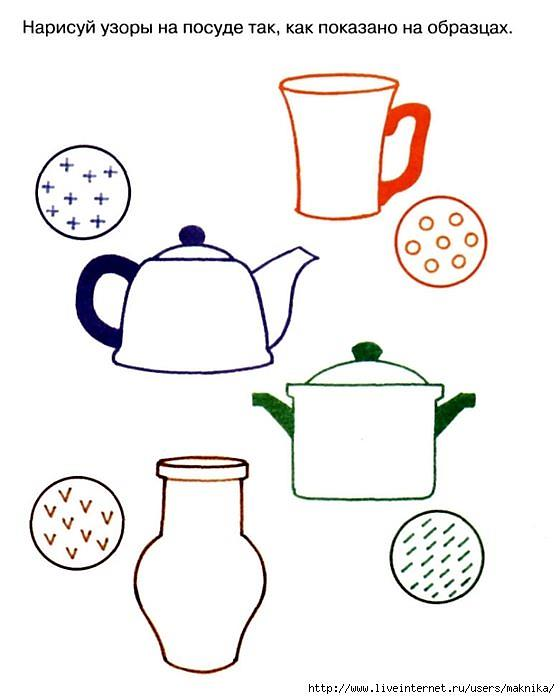 Нарисуй узоры на посуде так, как показано на образцах.
http://www.liveinternet.ru/users/maknika/